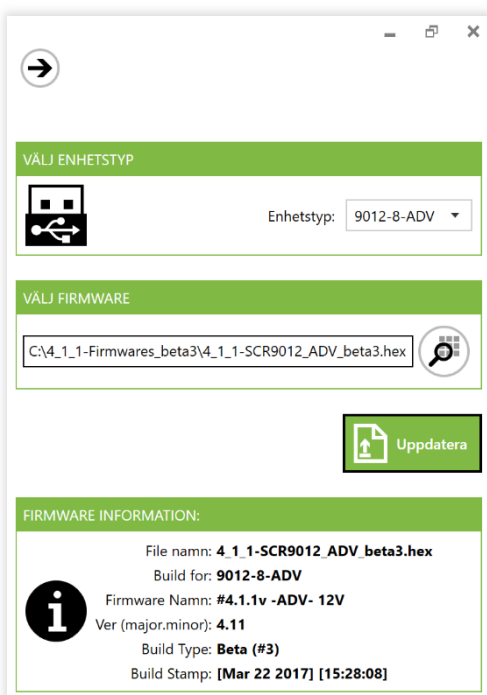 VÄLJ ENHETSTYP
Enhetstyp: 9012-8-ADV
VÄLJ FIRMWARE
C:\4_1_1-Firmwares_beta3\4_1_1-SCR9012_ADV_beta3.hex
Uppdatera
FIRMWARE INFORMATION:
File namn: 4_1_1-SCR9012_ADV_beta3.hex
Build for: 9012-8-ADV
Firmware Namn: #4.1.1v -ADV- 12V
Ver (major.minor): 4.11
Build Type: Beta (#3)
Build Stamp: [Mar 22 2017] [15:28:08]